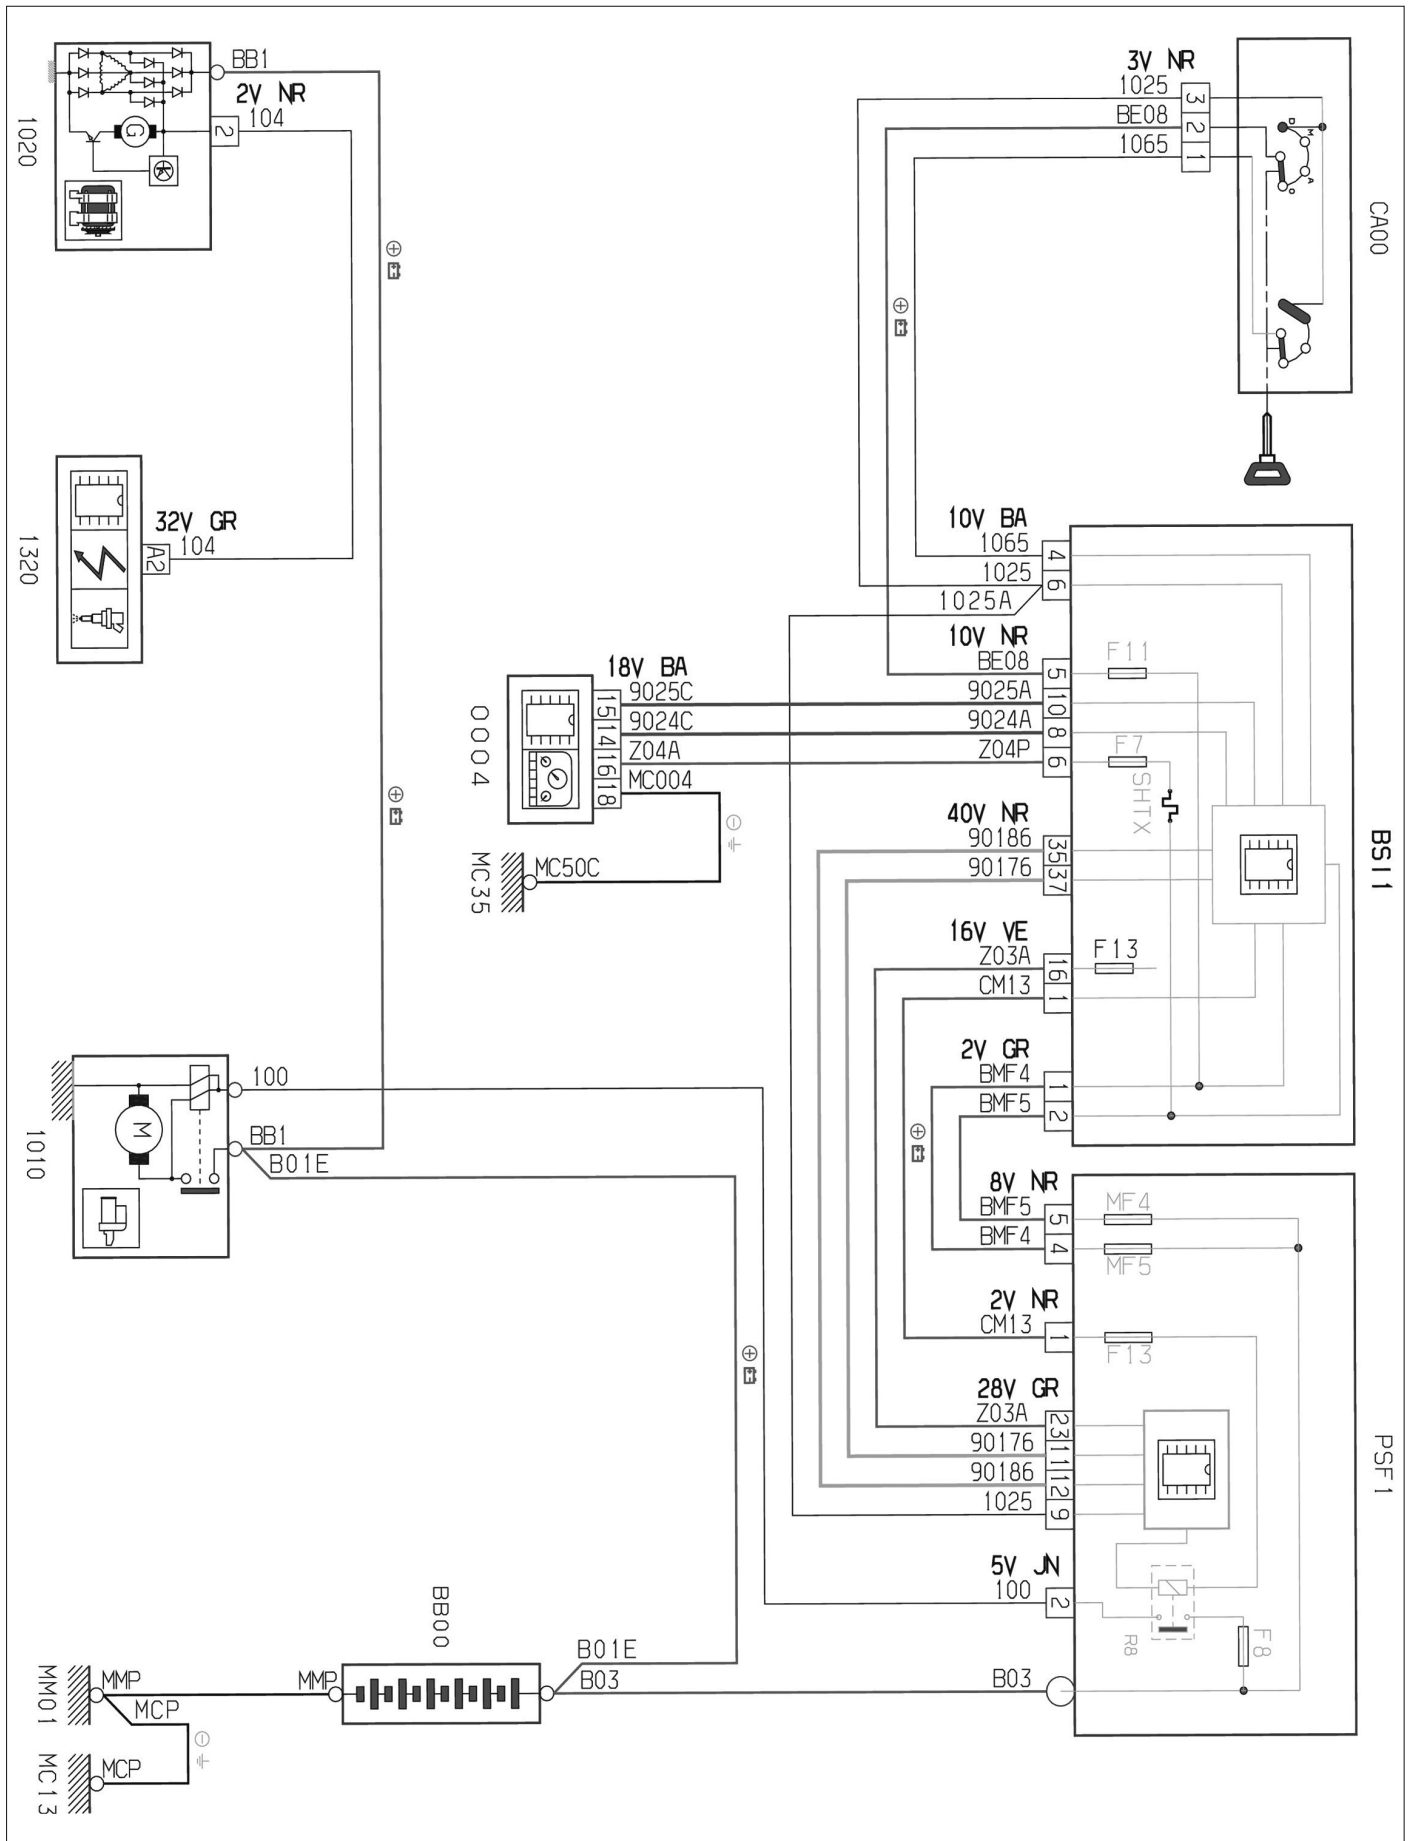 BB1
2V NR
104
2
G
1020
3V NR
1025
3
BE08
2
1065
1
D
M
A
O
CA00
32V GR
104
A2
1320
10V BA
1065
4
1025
6
1025A
10V NR
BE08
5
9025A
10
9024A
8
Z04P
6
F11
F7
SHTX
18V BA
9025C
15
9024C
14
Z04A
16
MC004
18
0004
MC50C
MC35
40V NR
90186
35
90176
37
16V VE
Z03A
16
CM13
1
F13
2V GR
BMF4
1
BMF5
2
BSI1
100
BB1
B01E
M
1010
8V NR
BMF5
5
BMF4
4
MF4
MF5
2V NR
CM13
1
F13
28V GR
Z03A
23
90176
11
90186
12
1025
9
5V JN
100
2
R8
F8
B03
PSF1
BB00
B01E
B03
MMP
MMP
MCP
MM01
MCP
MC13